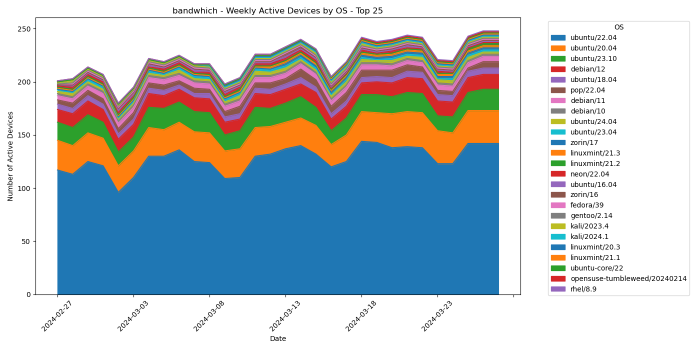 bandwhich - Weekly Active Devices by OS - Top 25
Number of Active Devices
250
200
150
100
50
0
2024-02-27
2024-03-03
2024-03-08
2024-03-13
2024-03-18
2024-03-23
Date
OS
ubuntu/22.04
ubuntu/20.04
ubuntu/23.10
debian/12
ubuntu/18.04
pop/22.04
debian/11
debian/10
ubuntu/24.04
ubuntu/23.04
zorin/17
linuxmint/21.3
linuxmint/21.2
neon/22.04
ubuntu/16.04
zorin/16
fedora/39
gentoo/2.14
kali/2023.4
kali/2024.1
linuxmint/20.3
linuxmint/21.1
ubuntu-core/22
opensuse-tumbleweed/20240214
rhel/8.9